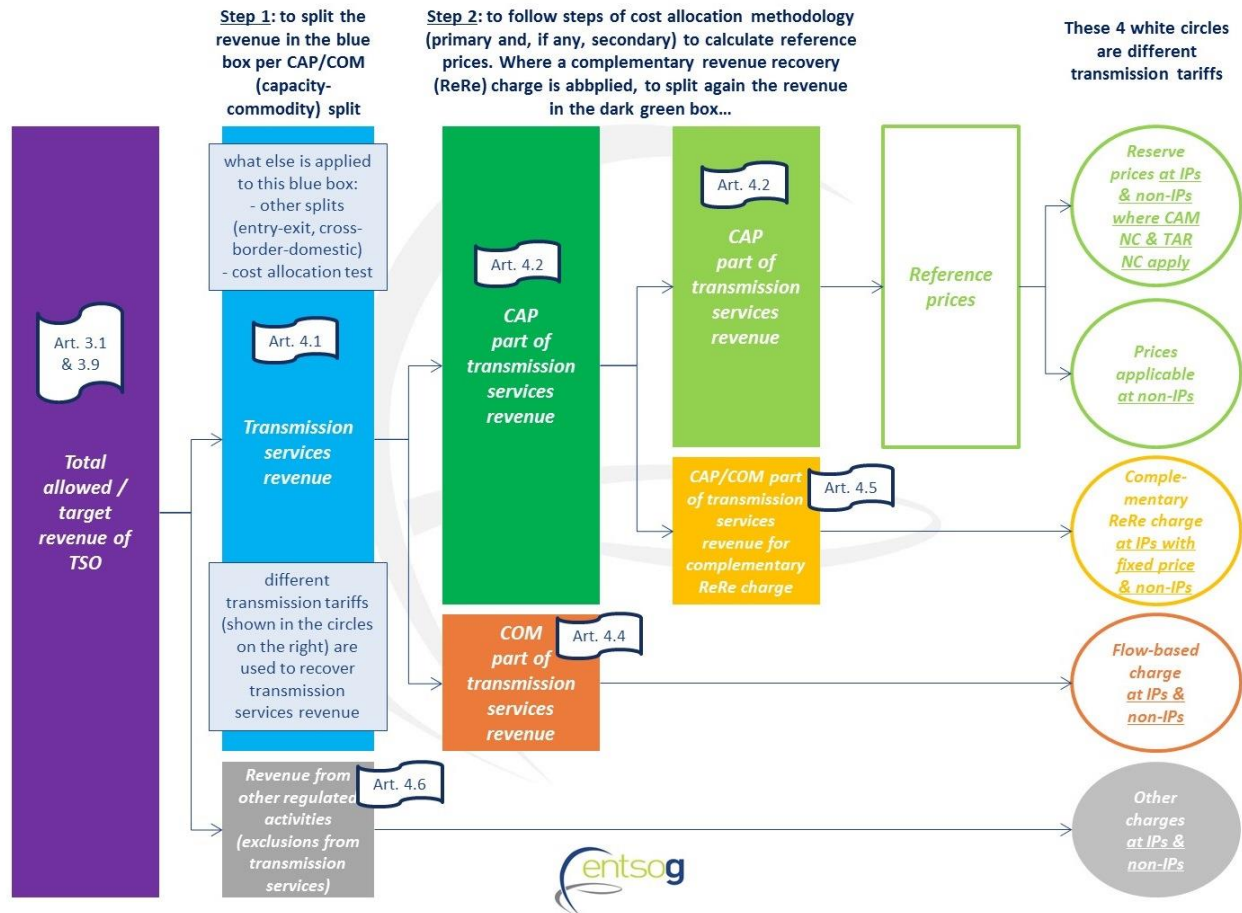 Step 1: to split the
revenue in the blue
box per CAP/COM
(capacity-
commodity) split
Step 2: to follow steps of cost allocation methodology
(primary and, if any, secondary) to calculate reference
prices. Where a complementary revenue recovery
(ReRe) charge is abbplied, to split again the revenue
in the dark green box…
These 4 white circles
are different
transmission tariffs
Art. 3.1
& 3.9
Total
allowed /
target
revenue of
TSO
what else is applied
to this blue box:
- other splits
(entry-exit, cross-
border-domestic)
- cost allocation test
Art. 4.1
Transmission
services
revenue
different
transmission tariffs
(shown in the circles
on the right) are
used to recover
transmission
services revenue
Revenue from
other regulated
activities
(exclusions from
transmission
services)
Art. 4.6
Art. 4.2
CAP
part of
transmission
services
revenue
COM
part of
transmission
services
revenue
Art. 4.4
Art. 4.2
CAP
part of
transmission
services
revenue
CAP/COM part
of transmission
services
revenue for
complementary
ReRe charge
Art. 4.5
Reference
prices
Reserve
prices at IPs
& non-IPs
where CAM
NC & TAR
NC apply
Prices
applicable
at non-IPs
Comple-
mentary
ReRe charge
at IPs with
fixed price
& non-IPs
Flow-based
charge
at IPs &
non-IPs
Other
charges
at IPs &
non-IPs
entsog